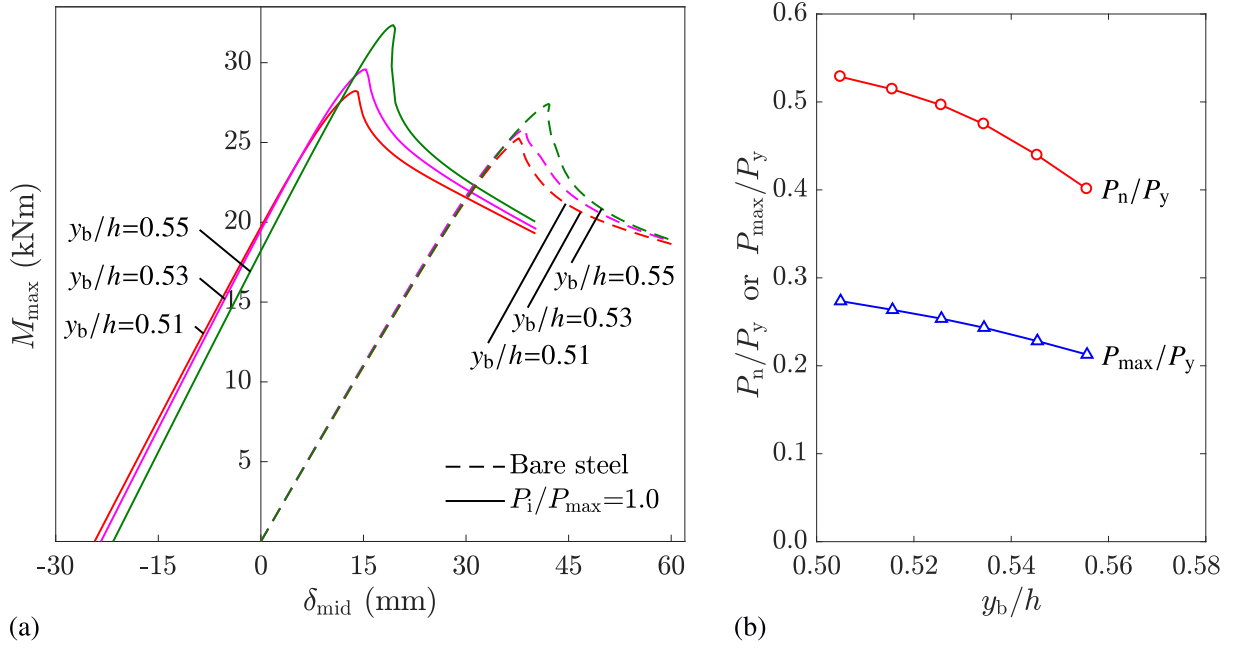 M_max (kNm)
30
25
20
15
10
5
-30 -15 0 15 30 45 60
δ_mid (mm)
y_b/h=0.55
y_b/h=0.53
y_b/h=0.51
y_b/h=0.55
y_b/h=0.53
y_b/h=0.51
Bare steel
P_i/P_max=1.0
(a)
P_n/P_y or P_max/P_y
0.6
0.5
0.4
0.3
0.2
0.1
0.0
0.50 0.52 0.54 0.56 0.58
y_b/h
P_n/P_y
P_max/P_y
(b)